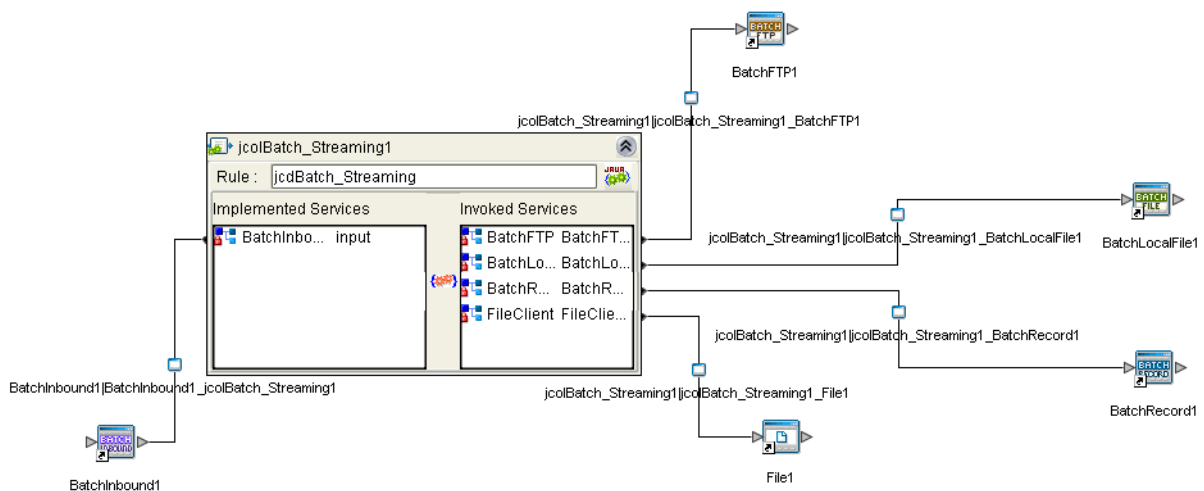 BATCH
FTP
BatchFTP1
jcolBatch_Streaming1|jcolBatch_Streaming1_BatchFTP1
jcolBatch_Streaming1
Rule : jcdBatch_Streaming
JAVA
Implemented Services Invoked Services
BatchInbo... input
BatchFTP BatchFT...
BatchLo... BatchLo...
BatchR... BatchR...
FileClient FileClie...
BATCH
FILE
BatchLocalFile1
jcolBatch_Streaming1|jcolBatch_Streaming1_BatchLocalFile1
jcolBatch_Streaming1|jcolBatch_Streaming1_BatchRecord1
BATCH
RECORD
BatchRecord1
BatchInbound1|BatchInbound1_jcolBatch_Streaming1
jcolBatch_Streaming1|jcolBatch_Streaming1_File1
BATCH
INBOUND
BatchInbound1
File1